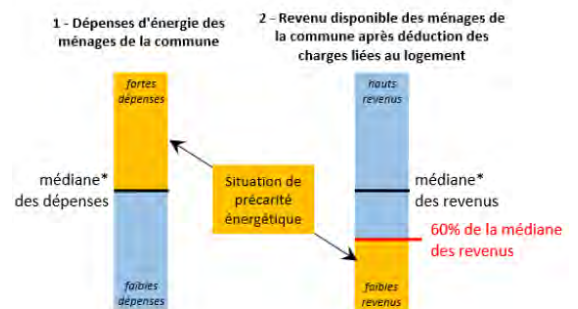 1 - Dépenses d'énergie des
ménages de la commune
2 - Revenu disponible des ménages de
la commune après déduction des
charges liées au logement
fortes
dépenses
hauts
revenus
médiane*
des dépenses
Situation de
précarité
énergétique
médiane*
des revenus
60% de la médiane
des revenus
faibles
dépenses
faibles
revenus